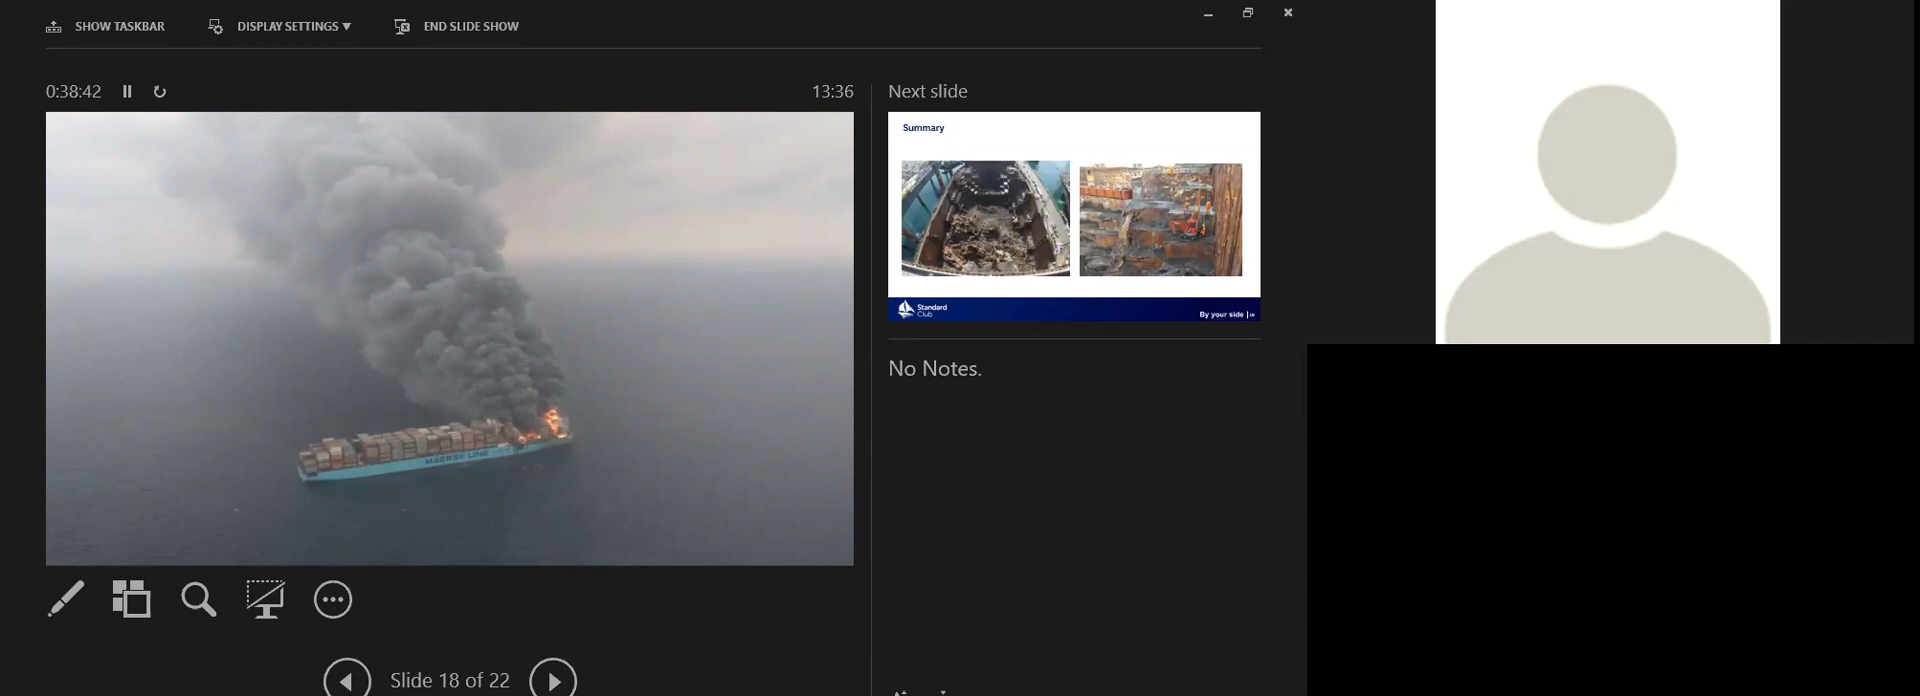 SHOW TASKBAR
DISPLAY SETTINGS
END SLIDE SHOW
0:38:42
13:36
MAERSK LINE
Next slide
Summary
Standard
Club
By your side
No Notes.
Slide 18 of 22